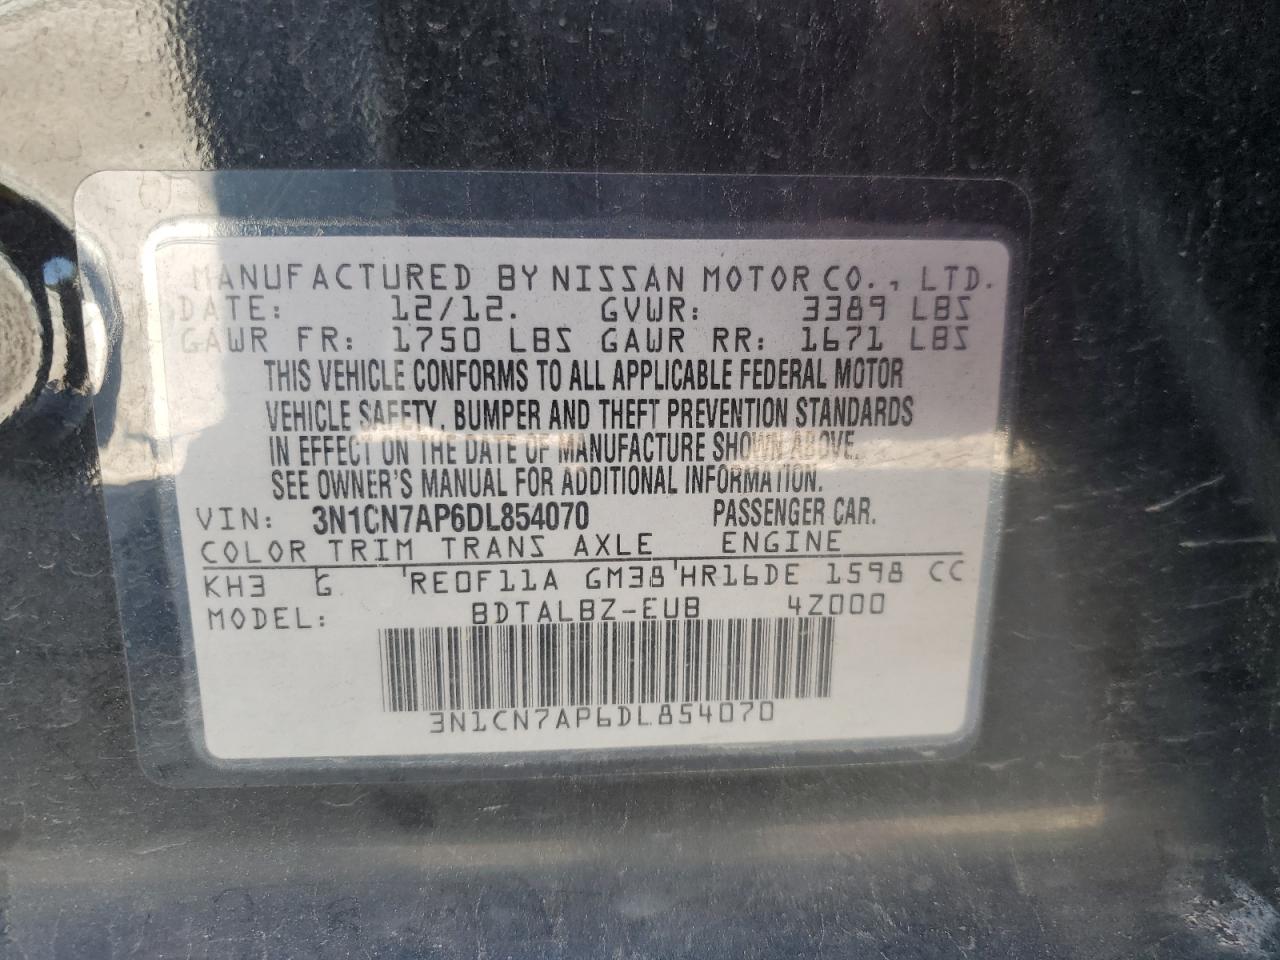 MANUFACTURED BY NISSAN MOTOR CO., LTD.
DATE: 12/12. GVWR: 3389 LBS
GAWR FR: 1750 LBS GAWR RR: 1671 LBS
THIS VEHICLE CONFORMS TO ALL APPLICABLE FEDERAL MOTOR
VEHICLE SAFETY, BUMPER AND THEFT PREVENTION STANDARDS
IN EFFECT ON THE DATE OF MANUFACTURE SHOWN ABOVE.
SEE OWNER'S MANUAL FOR ADDITIONAL INFORMATION.
VIN: 3N1CN7AP6DL854070 PASSENGER CAR.
COLOR TRIM TRANS AXLE ENGINE
KH3 G RE0F11A GM38 HR16DE 1598 CC
MODEL: BDTALBZ-EUB 4Z000
3N1CN7AP6DL854070